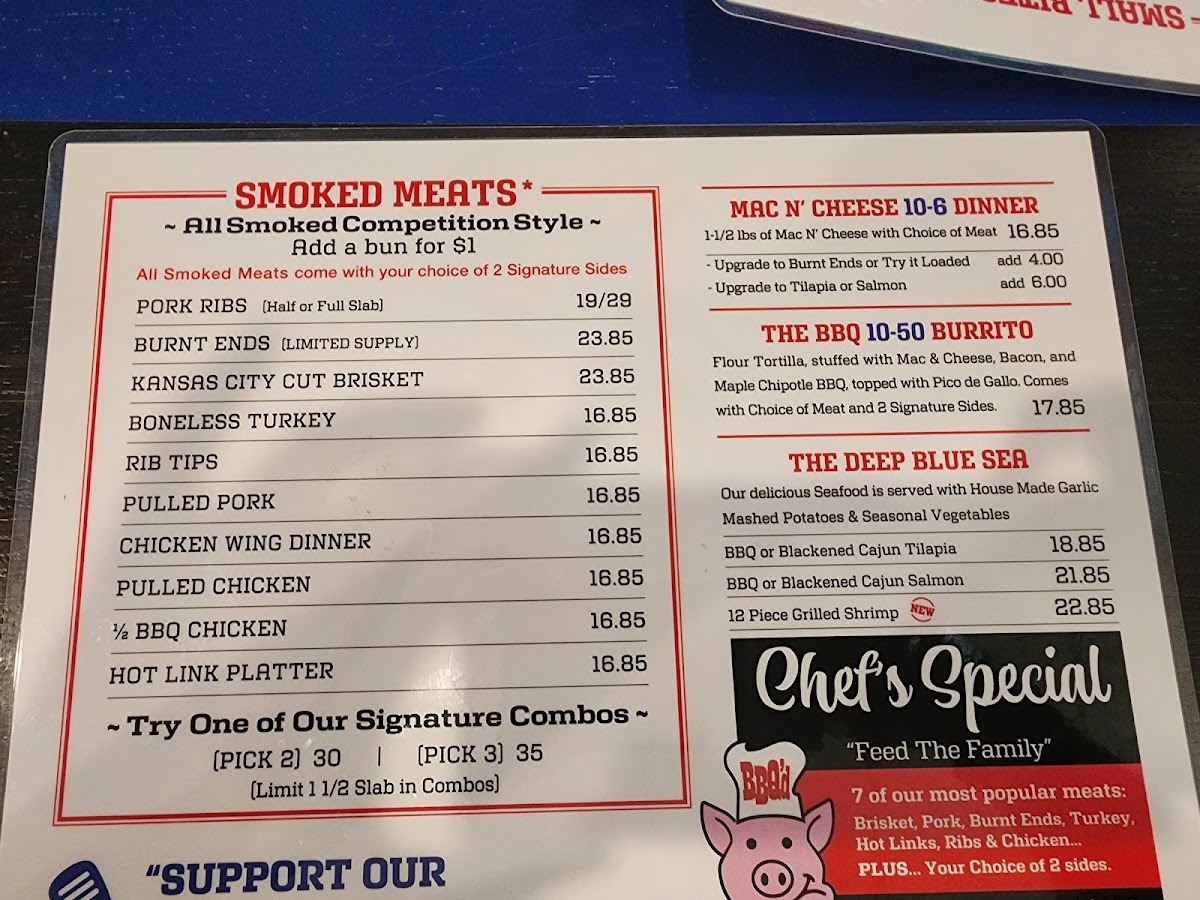 SMALL BITES
SMOKED MEATS*
~ All Smoked Competition Style ~
Add a bun for $1
All Smoked Meats come with your choice of 2 Signature Sides
PORK RIBS (Half or Full Slab) 19/29
BURNT ENDS (LIMITED SUPPLY) 23.85
KANSAS CITY CUT BRISKET 23.85
BONELESS TURKEY 16.85
RIB TIPS 16.85
PULLED PORK 16.85
CHICKEN WING DINNER 16.85
PULLED CHICKEN 16.85
½ BBQ CHICKEN 16.85
HOT LINK PLATTER 16.85
~ Try One of Our Signature Combos ~
(PICK 2) 30 | (PICK 3) 35
(Limit 1 1/2 Slab in Combos)
"SUPPORT OUR
MAC N' CHEESE 10-6 DINNER
1-1/2 lbs of Mac N' Cheese with Choice of Meat 16.85
- Upgrade to Burnt Ends or Try it Loaded add 4.00
- Upgrade to Tilapia or Salmon add 6.00
THE BBQ 10-50 BURRITO
Flour Tortilla, stuffed with Mac & Cheese, Bacon, and
Maple Chipotle BBQ, topped with Pico de Gallo. Comes
with Choice of Meat and 2 Signature Sides. 17.85
THE DEEP BLUE SEA
Our delicious Seafood is served with House Made Garlic
Mashed Potatoes & Seasonal Vegetables
BBQ or Blackened Cajun Tilapia 18.85
BBQ or Blackened Cajun Salmon 21.85
12 Piece Grilled Shrimp NEW 22.85
Chef's Special
"Feed The Family"
BBQ'd
7 of our most popular meats:
Brisket, Pork, Burnt Ends, Turkey,
Hot Links, Ribs & Chicken...
PLUS... Your Choice of 2 sides.